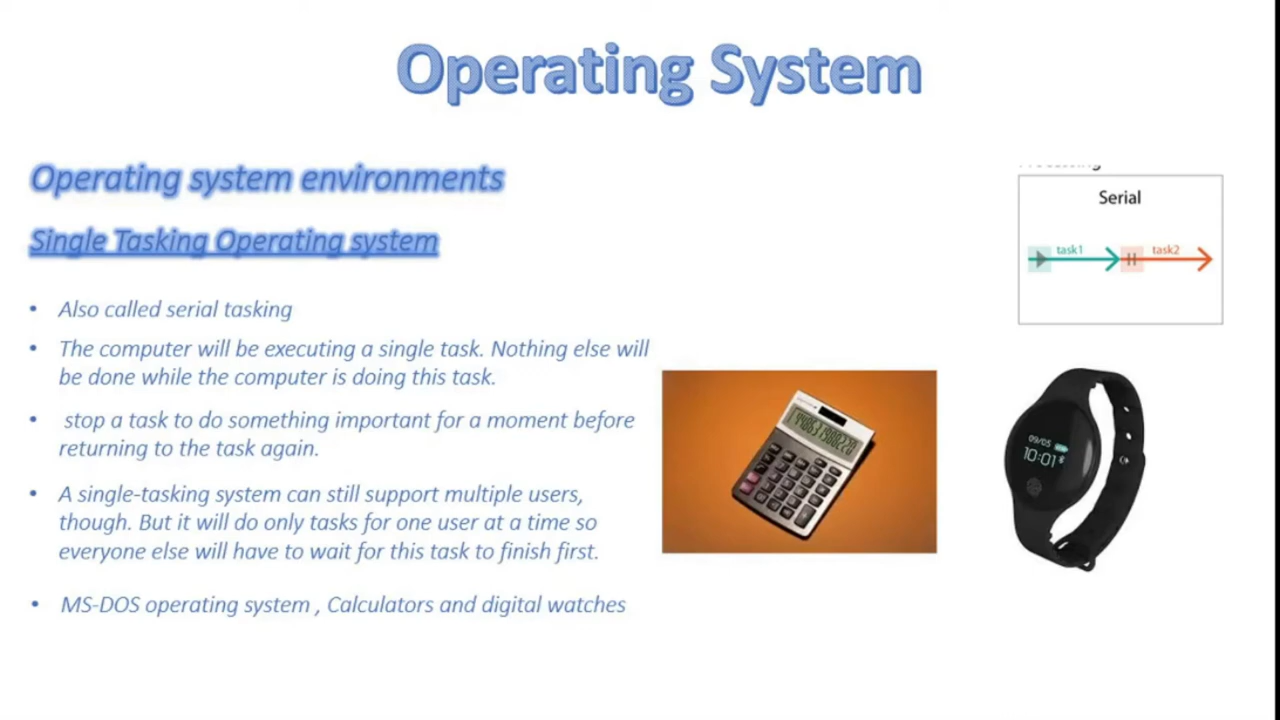 Operating System
Operating system environments
Single Tasking Operating system
• Also called serial tasking
• The computer will be executing a single task. Nothing else will
be done while the computer is doing this task.
• stop a task to do something important for a moment before
returning to the task again.
• A single-tasking system can still support multiple users,
though. But it will do only tasks for one user at a time so
everyone else will have to wait for this task to finish first.
• MS-DOS operating system , Calculators and digital watches
Serial
task1
task2
09/05
10:01